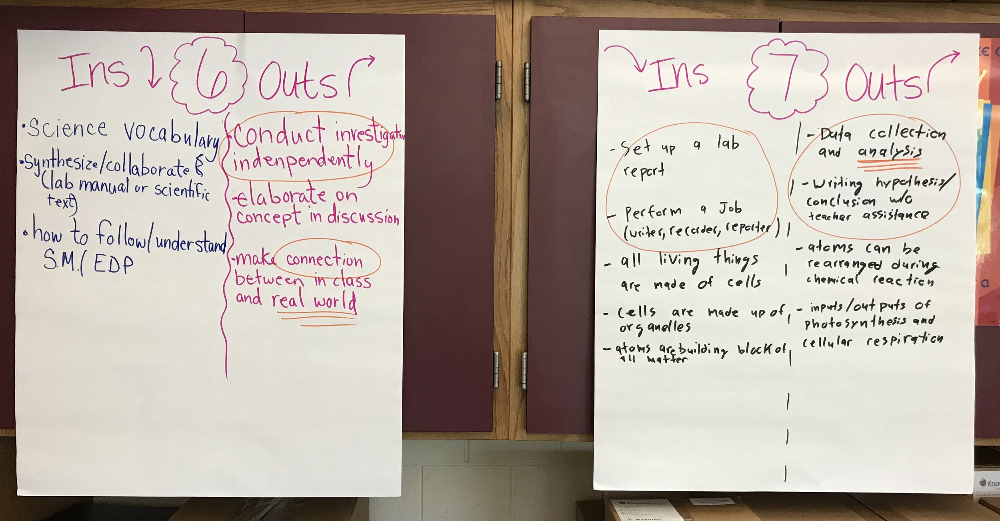 Ins 6 Outs
• Science vocabulary
• Synthesize/collaborate &
(lab manual or scientific
text)
• how to follow/understand
S.M./EDP
• Conduct investigation
indenpendently
- elaborate on
concept in discussion
• make connection
between in class
and real world
Ins 7 Outs
- Set up a lab
report
- Perform a Job
(writer, recorder, reporter)
- all living things
are made of cells
- Cells are made up of
organelles
- atoms are building block of
all matter
- Data collection
and analysis
- Writing hypothesis/
conclusion w/o
teacher assistance
- atoms can be
rearranged during
chemical reaction
- inputs/outputs of
photosynthesis and
cellular respiration
KnowAtom
WARNING:
Know